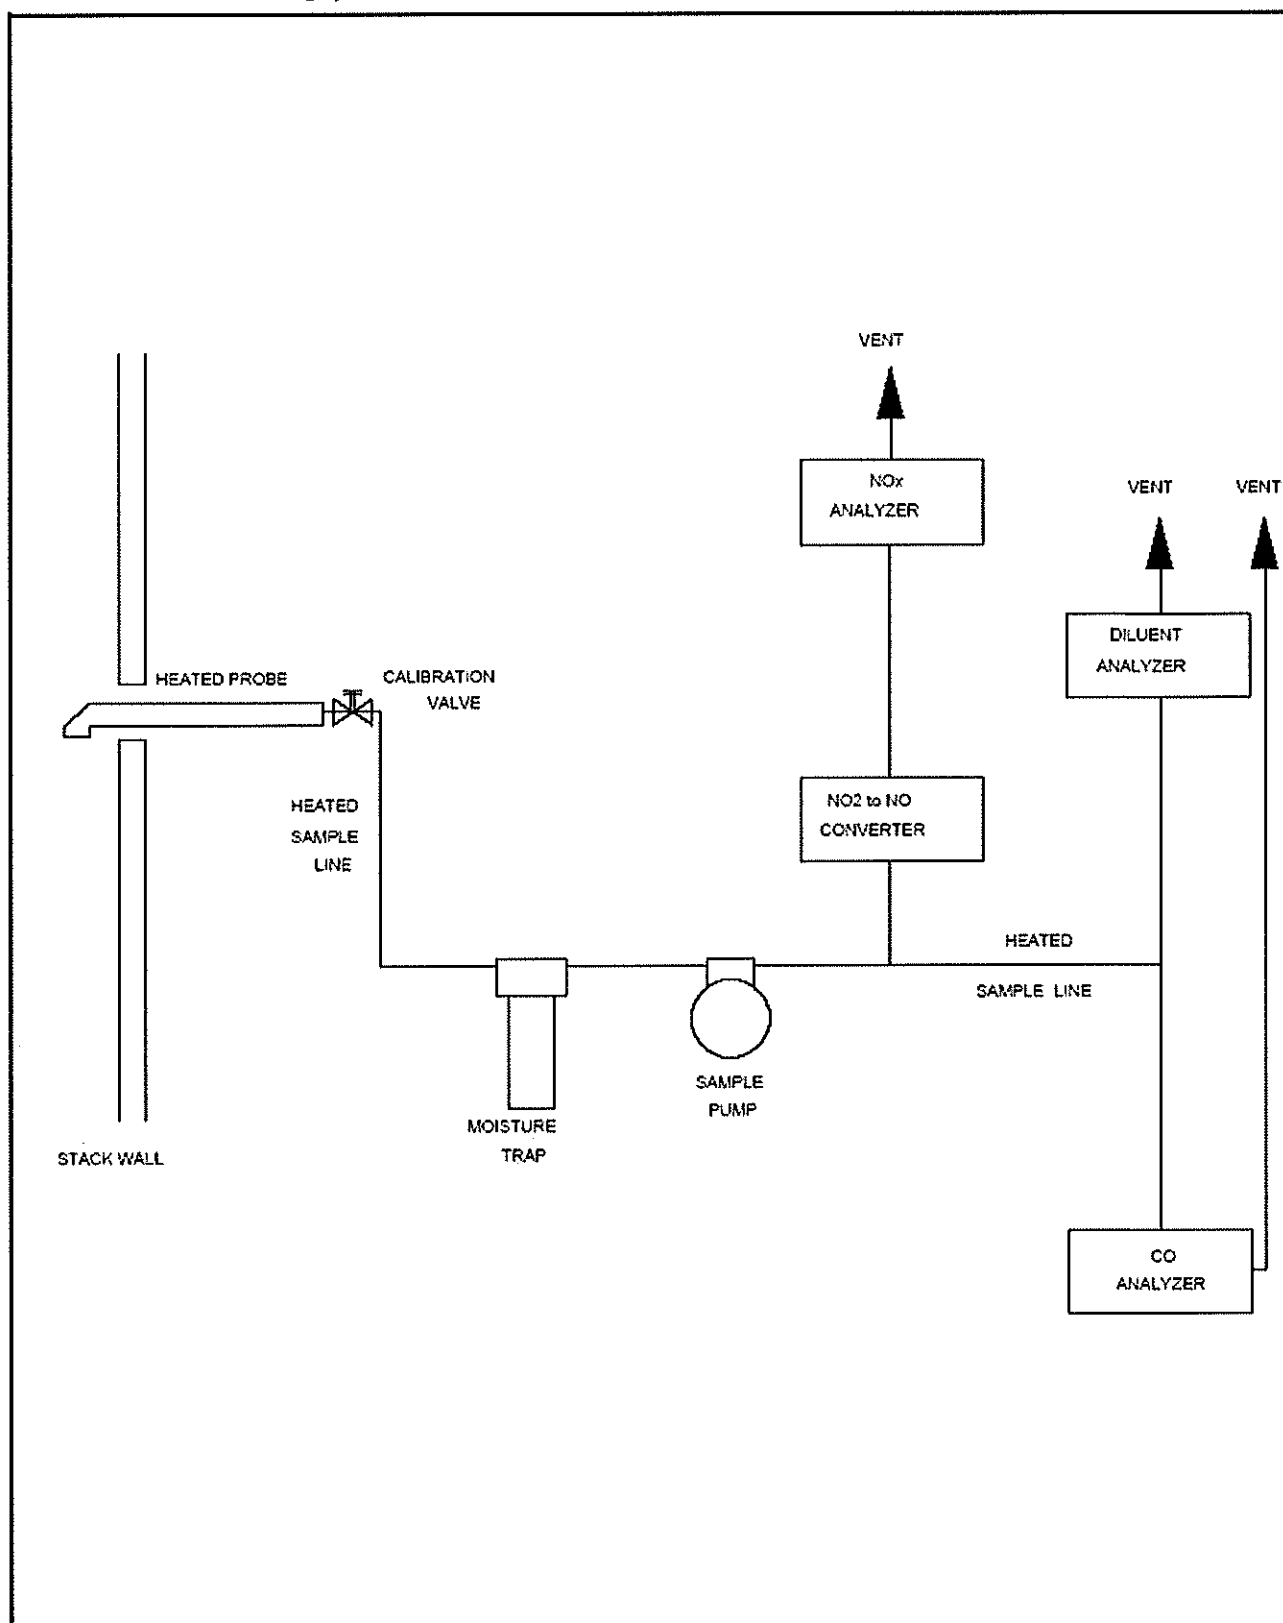 VENT
NOx
ANALYZER
VENT
VENT
DILUENT
ANALYZER
HEATED PROBE
CALIBRATION
VALVE
HEATED
SAMPLE
LINE
NO2 to NO
CONVERTER
HEATED
SAMPLE LINE
SAMPLE
PUMP
MOISTURE
TRAP
STACK WALL
CO
ANALYZER